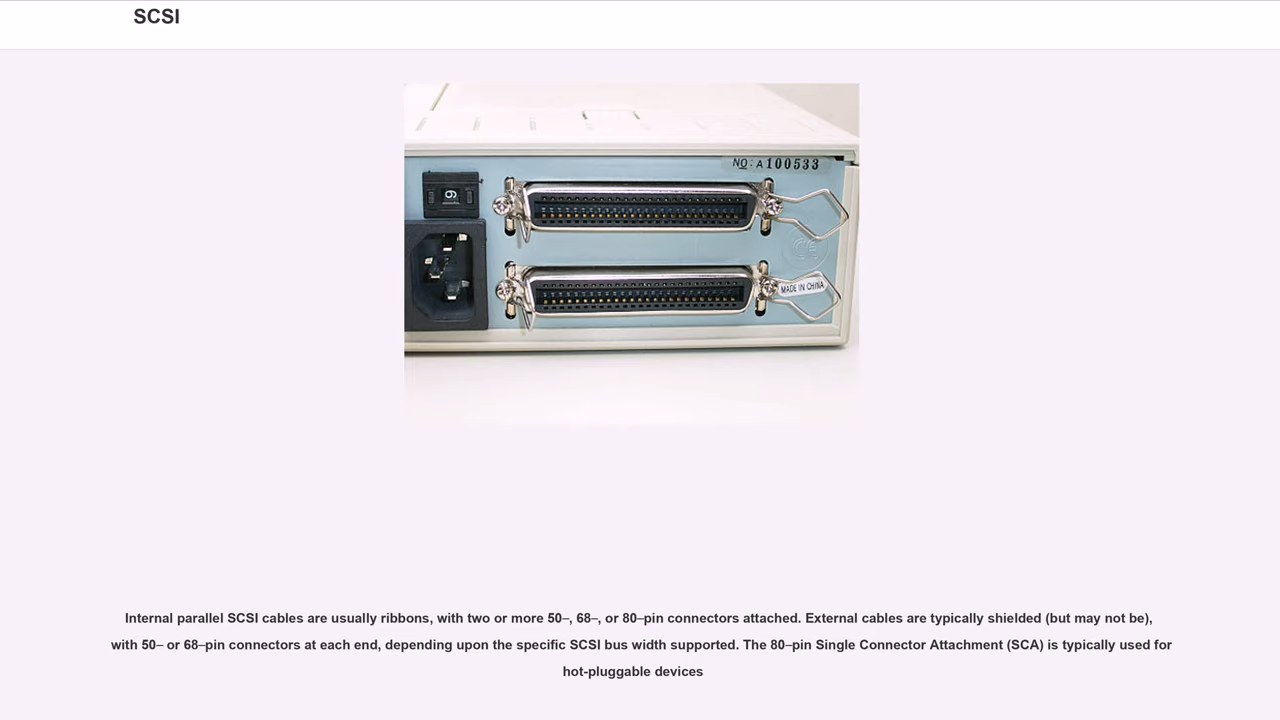 SCSI
NO: A100533
6
CE
MADE IN CHINA
Internal parallel SCSI cables are usually ribbons, with two or more 50–, 68–, or 80–pin connectors attached. External cables are typically shielded (but may not be),
with 50– or 68–pin connectors at each end, depending upon the specific SCSI bus width supported. The 80–pin Single Connector Attachment (SCA) is typically used for
hot-pluggable devices